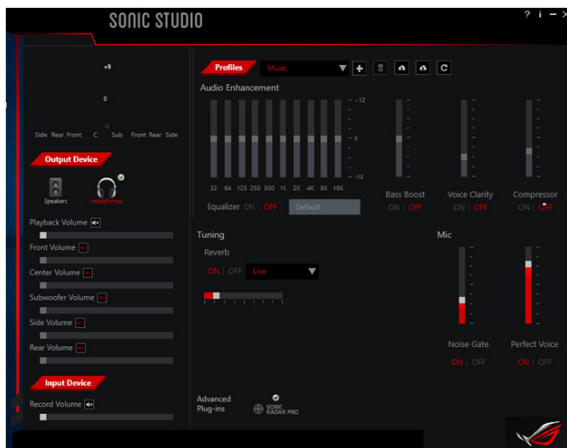 SONIC STUDIO
? i
+9
0
Side Rear Front C Sub Front Rear Side
Output Device
Speakers Headphones
Playback Volume
Front Volume
Center Volume
Subwoofer Volume
Side Volume
Rear Volume
Input Device
Record Volume
Profiles Music
Audio Enhancement
-12
0
-12
32 64 125 250 500 1K 2K 4K 8K 16K
Equalizer ON | OFF Default
Bass Boost Voice Clarity Compressor
ON | OFF ON | OFF ON | OFF
Tuning
Reverb
ON | OFF Live
Mic
Noise Gate Perfect Voice
ON | OFF ON | OFF
Advanced
Plug-ins
SONIC
RADAR PRO